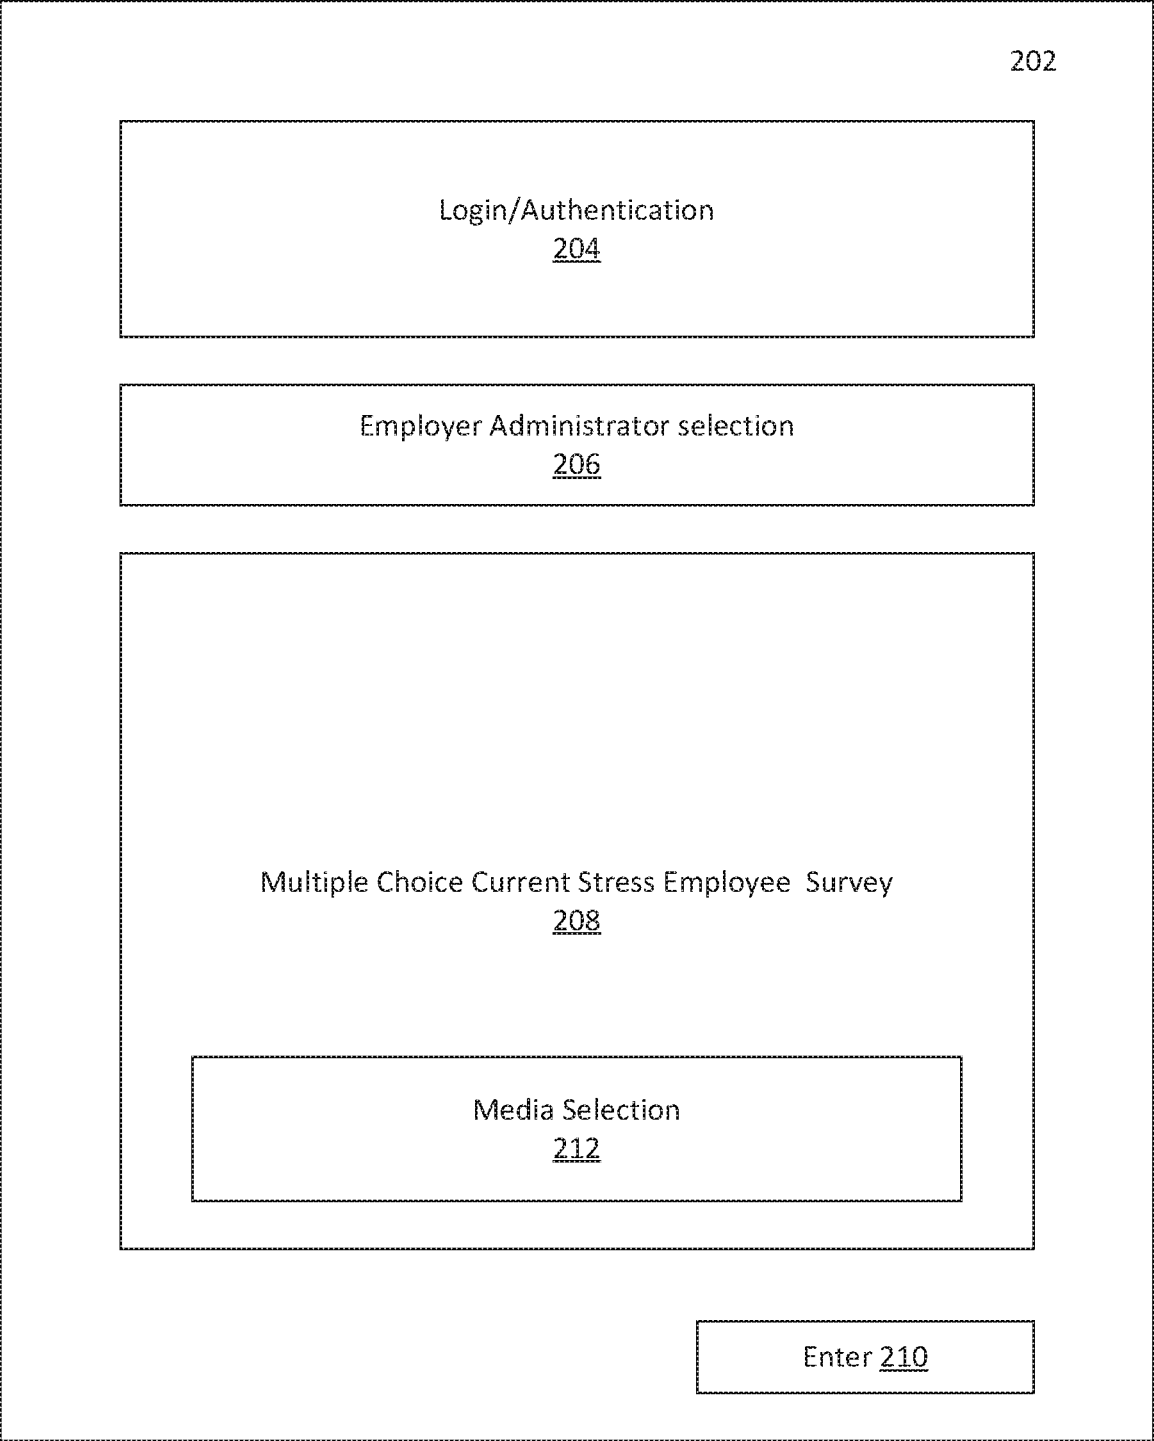 202
Login/Authentication
204
Employer Administrator selection
206
Multiple Choice Current Stress Employee  Survey
208
Media Selection
212
Enter 210